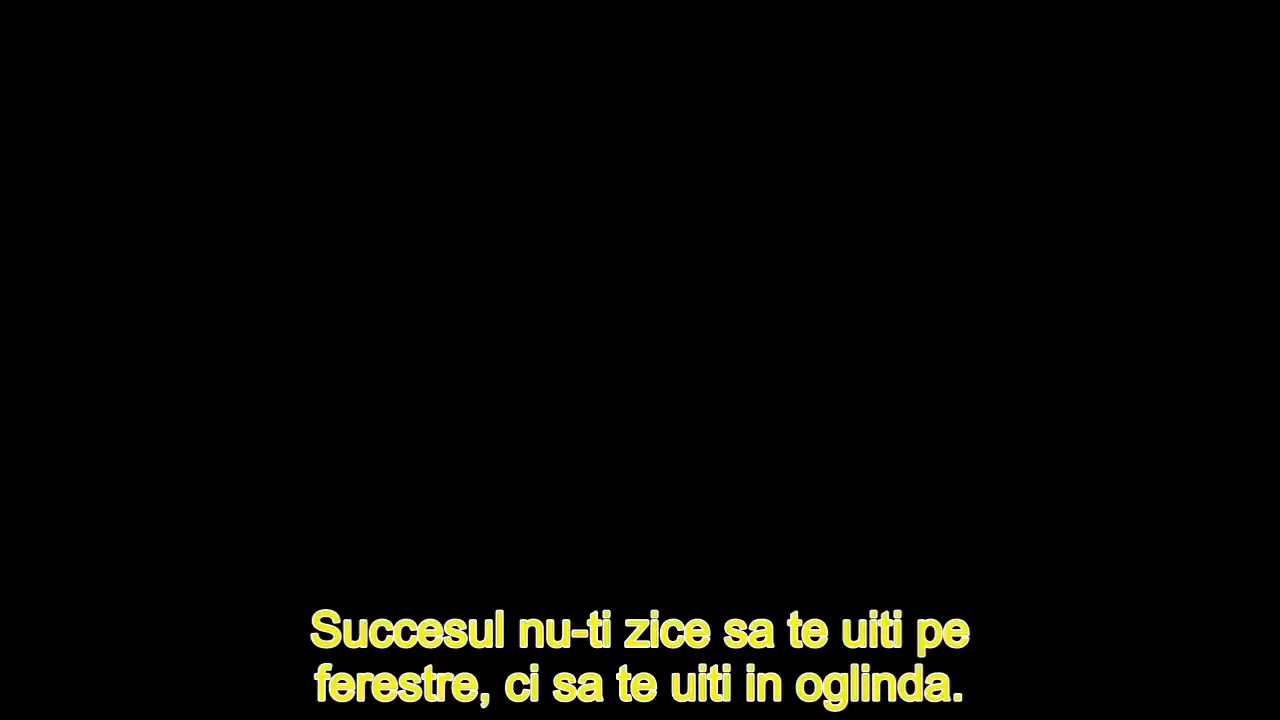 Succesul nu-ti zice sa te uiti pe
ferestre, ci sa te uiti in oglinda.